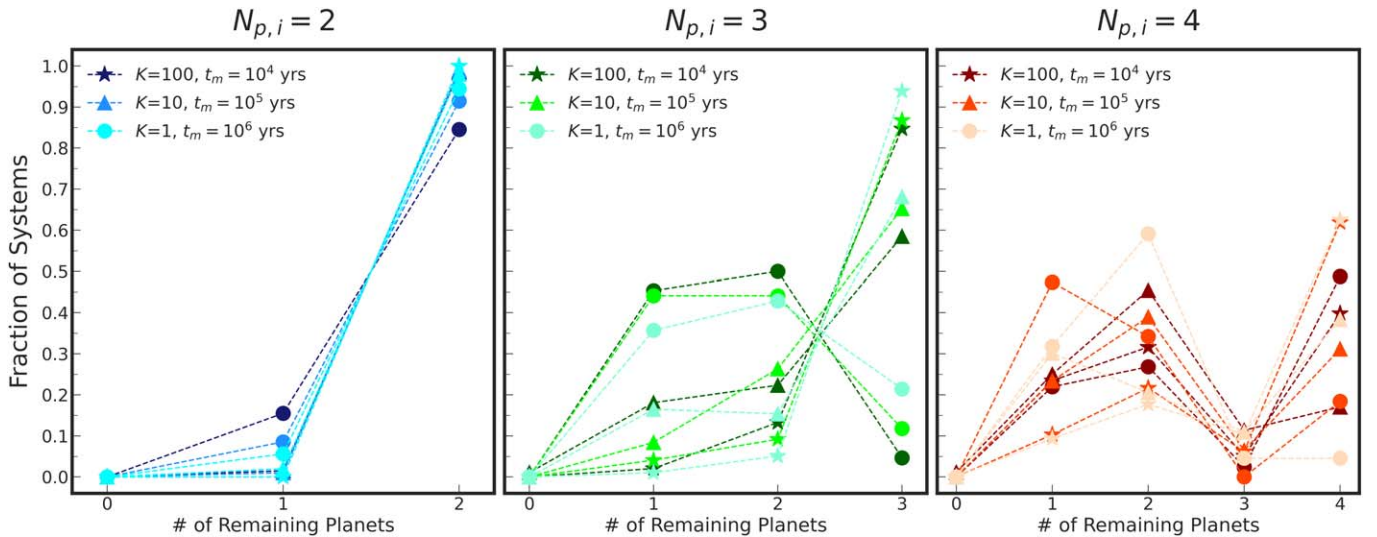 N_{p, i} = 2
N_{p, i} = 3
N_{p, i} = 4
Fraction of Systems
1.0
0.9
0.8
0.7
0.6
0.5
0.4
0.3
0.2
0.1
0.0
K=100, t_m = 10^4 yrs
K=10, t_m = 10^5 yrs
K=1, t_m = 10^6 yrs
0 1 2
# of Remaining Planets
K=100, t_m = 10^4 yrs
K=10, t_m = 10^5 yrs
K=1, t_m = 10^6 yrs
0 1 2 3
# of Remaining Planets
K=100, t_m = 10^4 yrs
K=10, t_m = 10^5 yrs
K=1, t_m = 10^6 yrs
0 1 2 3 4
# of Remaining Planets